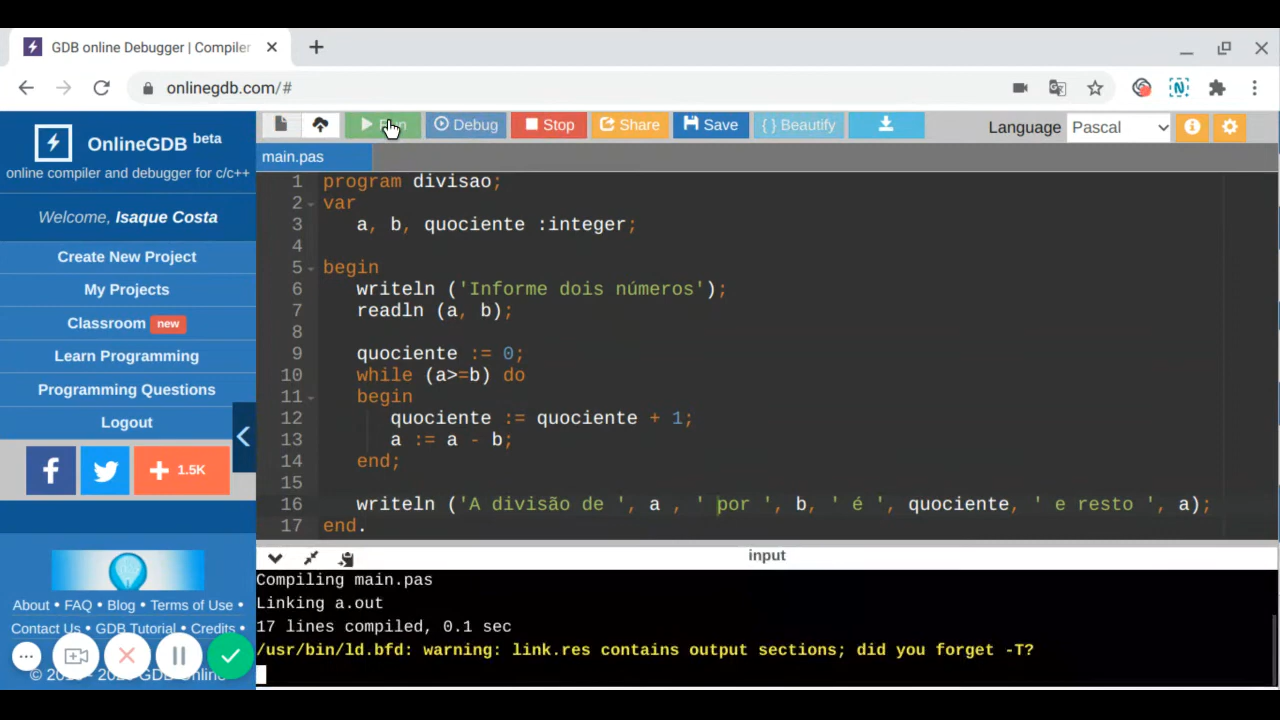 GDB online Debugger | Compiler
onlinegdb.com/#
OnlineGDB beta
online compiler and debugger for c/c++
Welcome, Isaque Costa
Create New Project
My Projects
Classroom new
Learn Programming
Programming Questions
Logout
1.5K
About • FAQ • Blog • Terms of Use •
Contact Us • GDB Tutorial • Credits •
GDB Online
Debug
Stop
Share
Save
{ } Beautify
Language Pascal
main.pas
1 program divisao;
2 var
3 a, b, quociente :integer;
4
5 begin
6 writeln ('Informe dois números');
7 readln (a, b);
8
9 quociente := 0;
10 while (a>=b) do
11 begin
12 quociente := quociente + 1;
13 a := a - b;
14 end;
15
16 writeln ('A divisão de ', a , ' por ', b, ' é ', quociente, ' e resto ', a);
17 end.
input
Compiling main.pas
Linking a.out
17 lines compiled, 0.1 sec
/usr/bin/ld.bfd: warning: link.res contains output sections; did you forget -T?